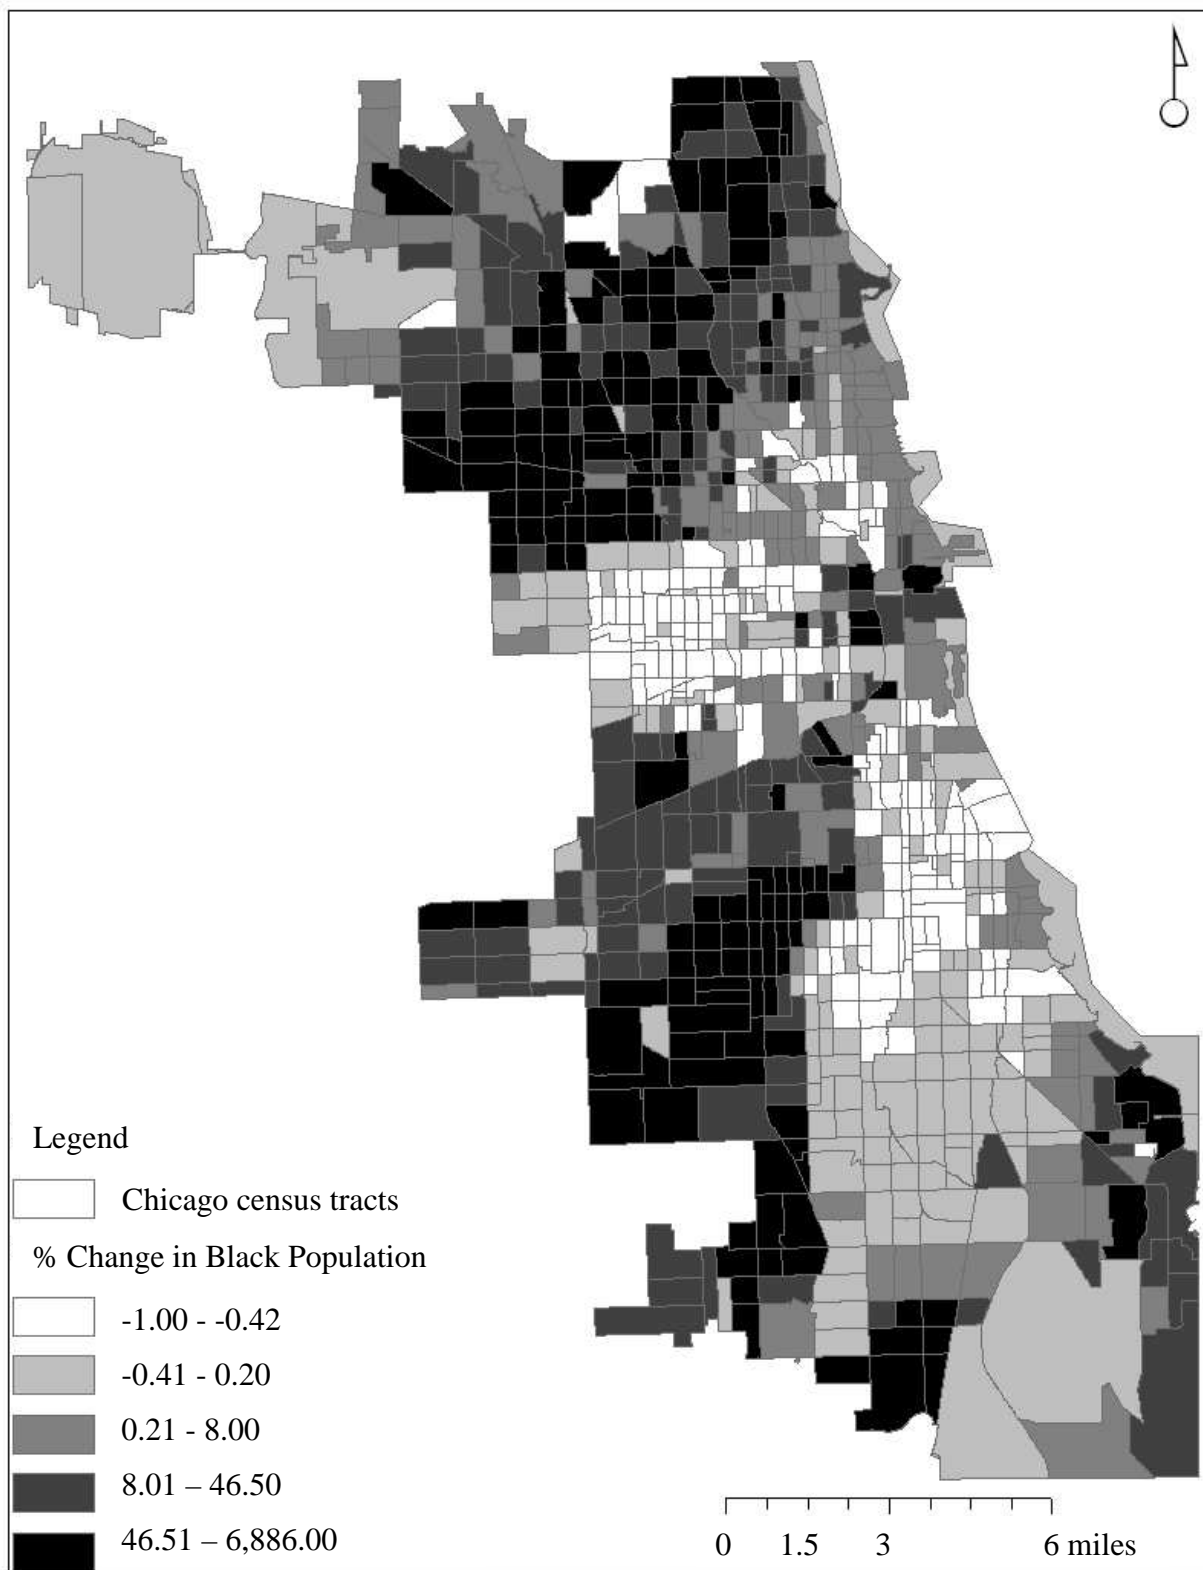 Legend
Chicago census tracts
% Change in Black Population
-1.00 - -0.42
-0.41 - 0.20
0.21 - 8.00
8.01 – 46.50
46.51 – 6,886.00
0 1.5 3 6 miles